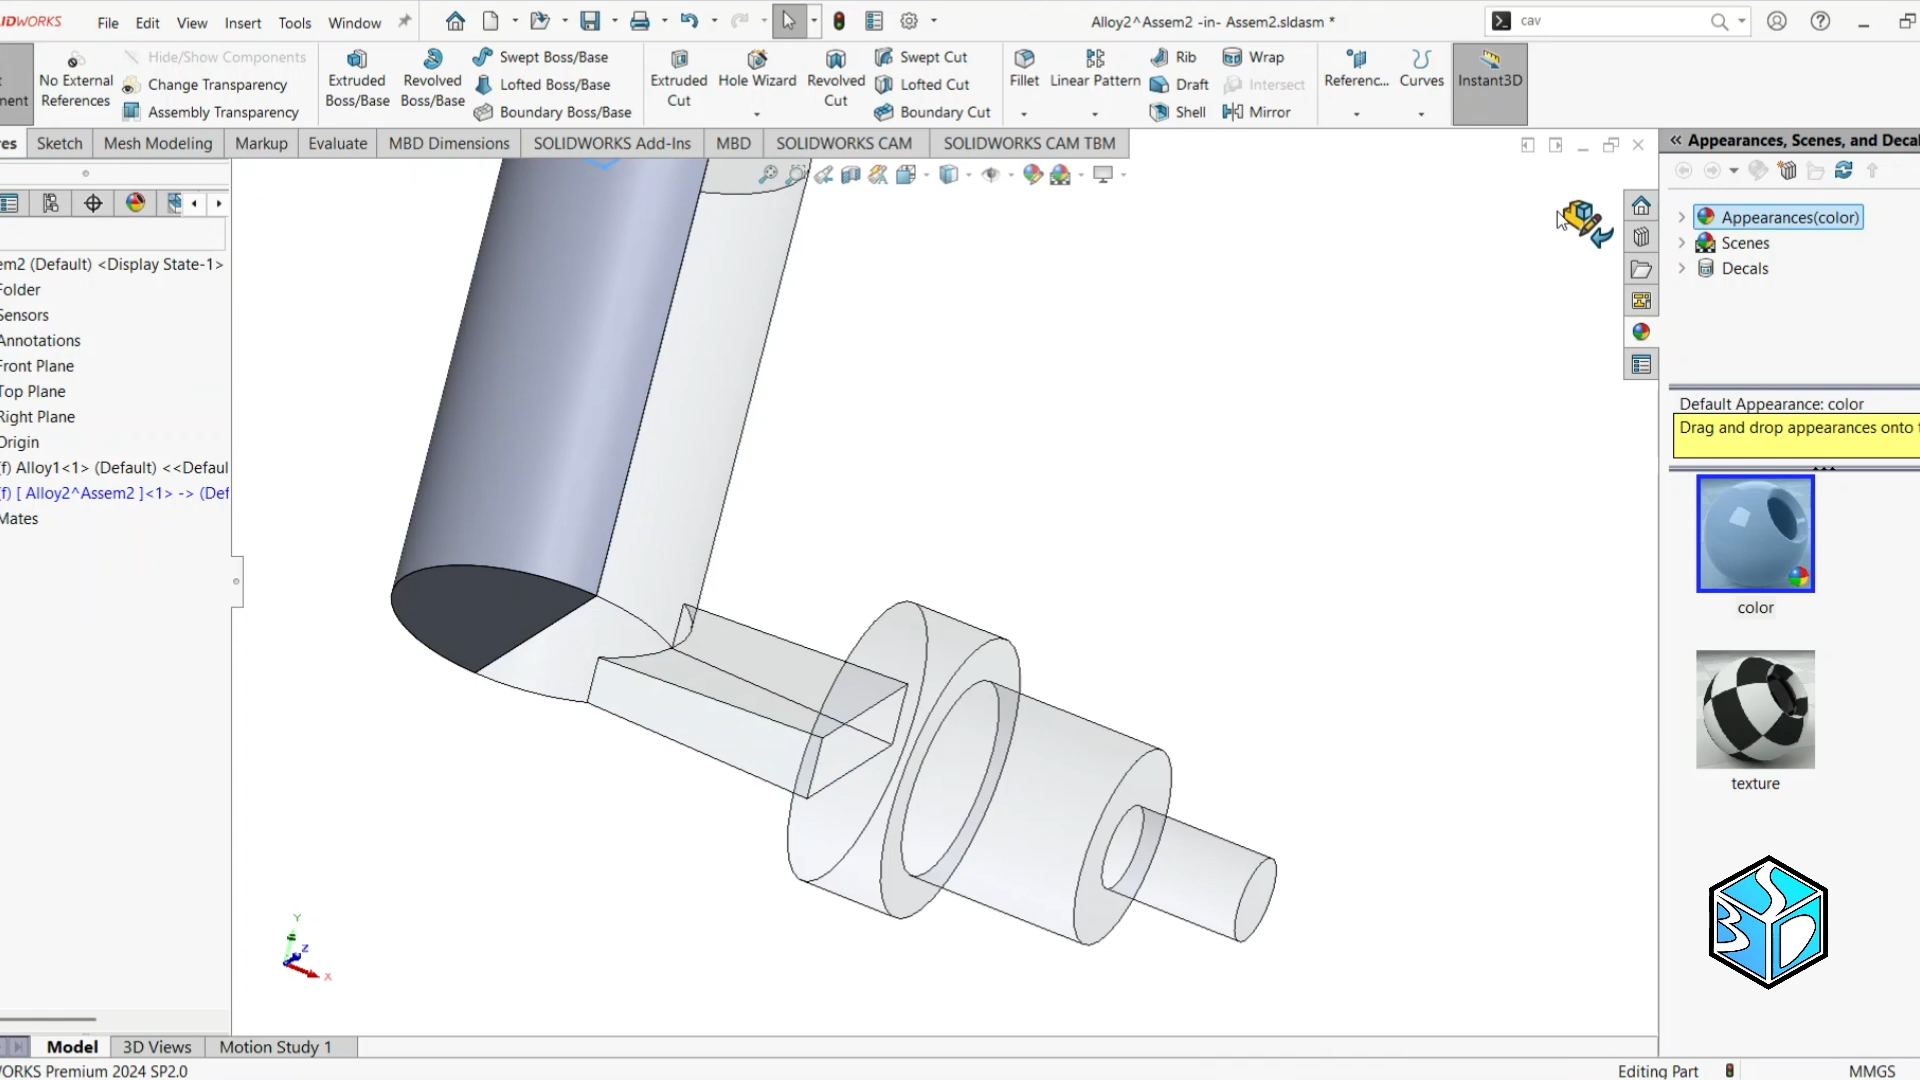 IDWORKS File Edit View Insert Tools Window Alloy2^Assem2 -in- Assem2.sldasm * cav
No External References
Hide/Show Components
Change Transparency
Assembly Transparency
Extruded Boss/Base
Revolved Boss/Base
Swept Boss/Base
Lofted Boss/Base
Boundary Boss/Base
Extruded Cut
Hole Wizard
Revolved Cut
Swept Cut
Lofted Cut
Boundary Cut
Fillet
Linear Pattern
Rib
Draft
Shell
Wrap
Intersect
Mirror
Referenc...
Curves
Instant3D
res Sketch Mesh Modeling Markup Evaluate MBD Dimensions SOLIDWORKS Add-Ins MBD SOLIDWORKS CAM SOLIDWORKS CAM TBM
em2 (Default) <Display State-1>
Folder
Sensors
Annotations
Front Plane
Top Plane
Right Plane
Origin
(f) Alloy1<1> (Default) <<Defaul
(f) [ Alloy2^Assem2 ]<1> -> (Def
Mates
Y
Z
X
Appearances, Scenes, and Decal
Appearances(color)
Scenes
Decals
Default Appearance: color
Drag and drop appearances onto t
color
texture
3SD
Model 3D Views Motion Study 1
WORKS Premium 2024 SP2.0
Editing Part MMGS